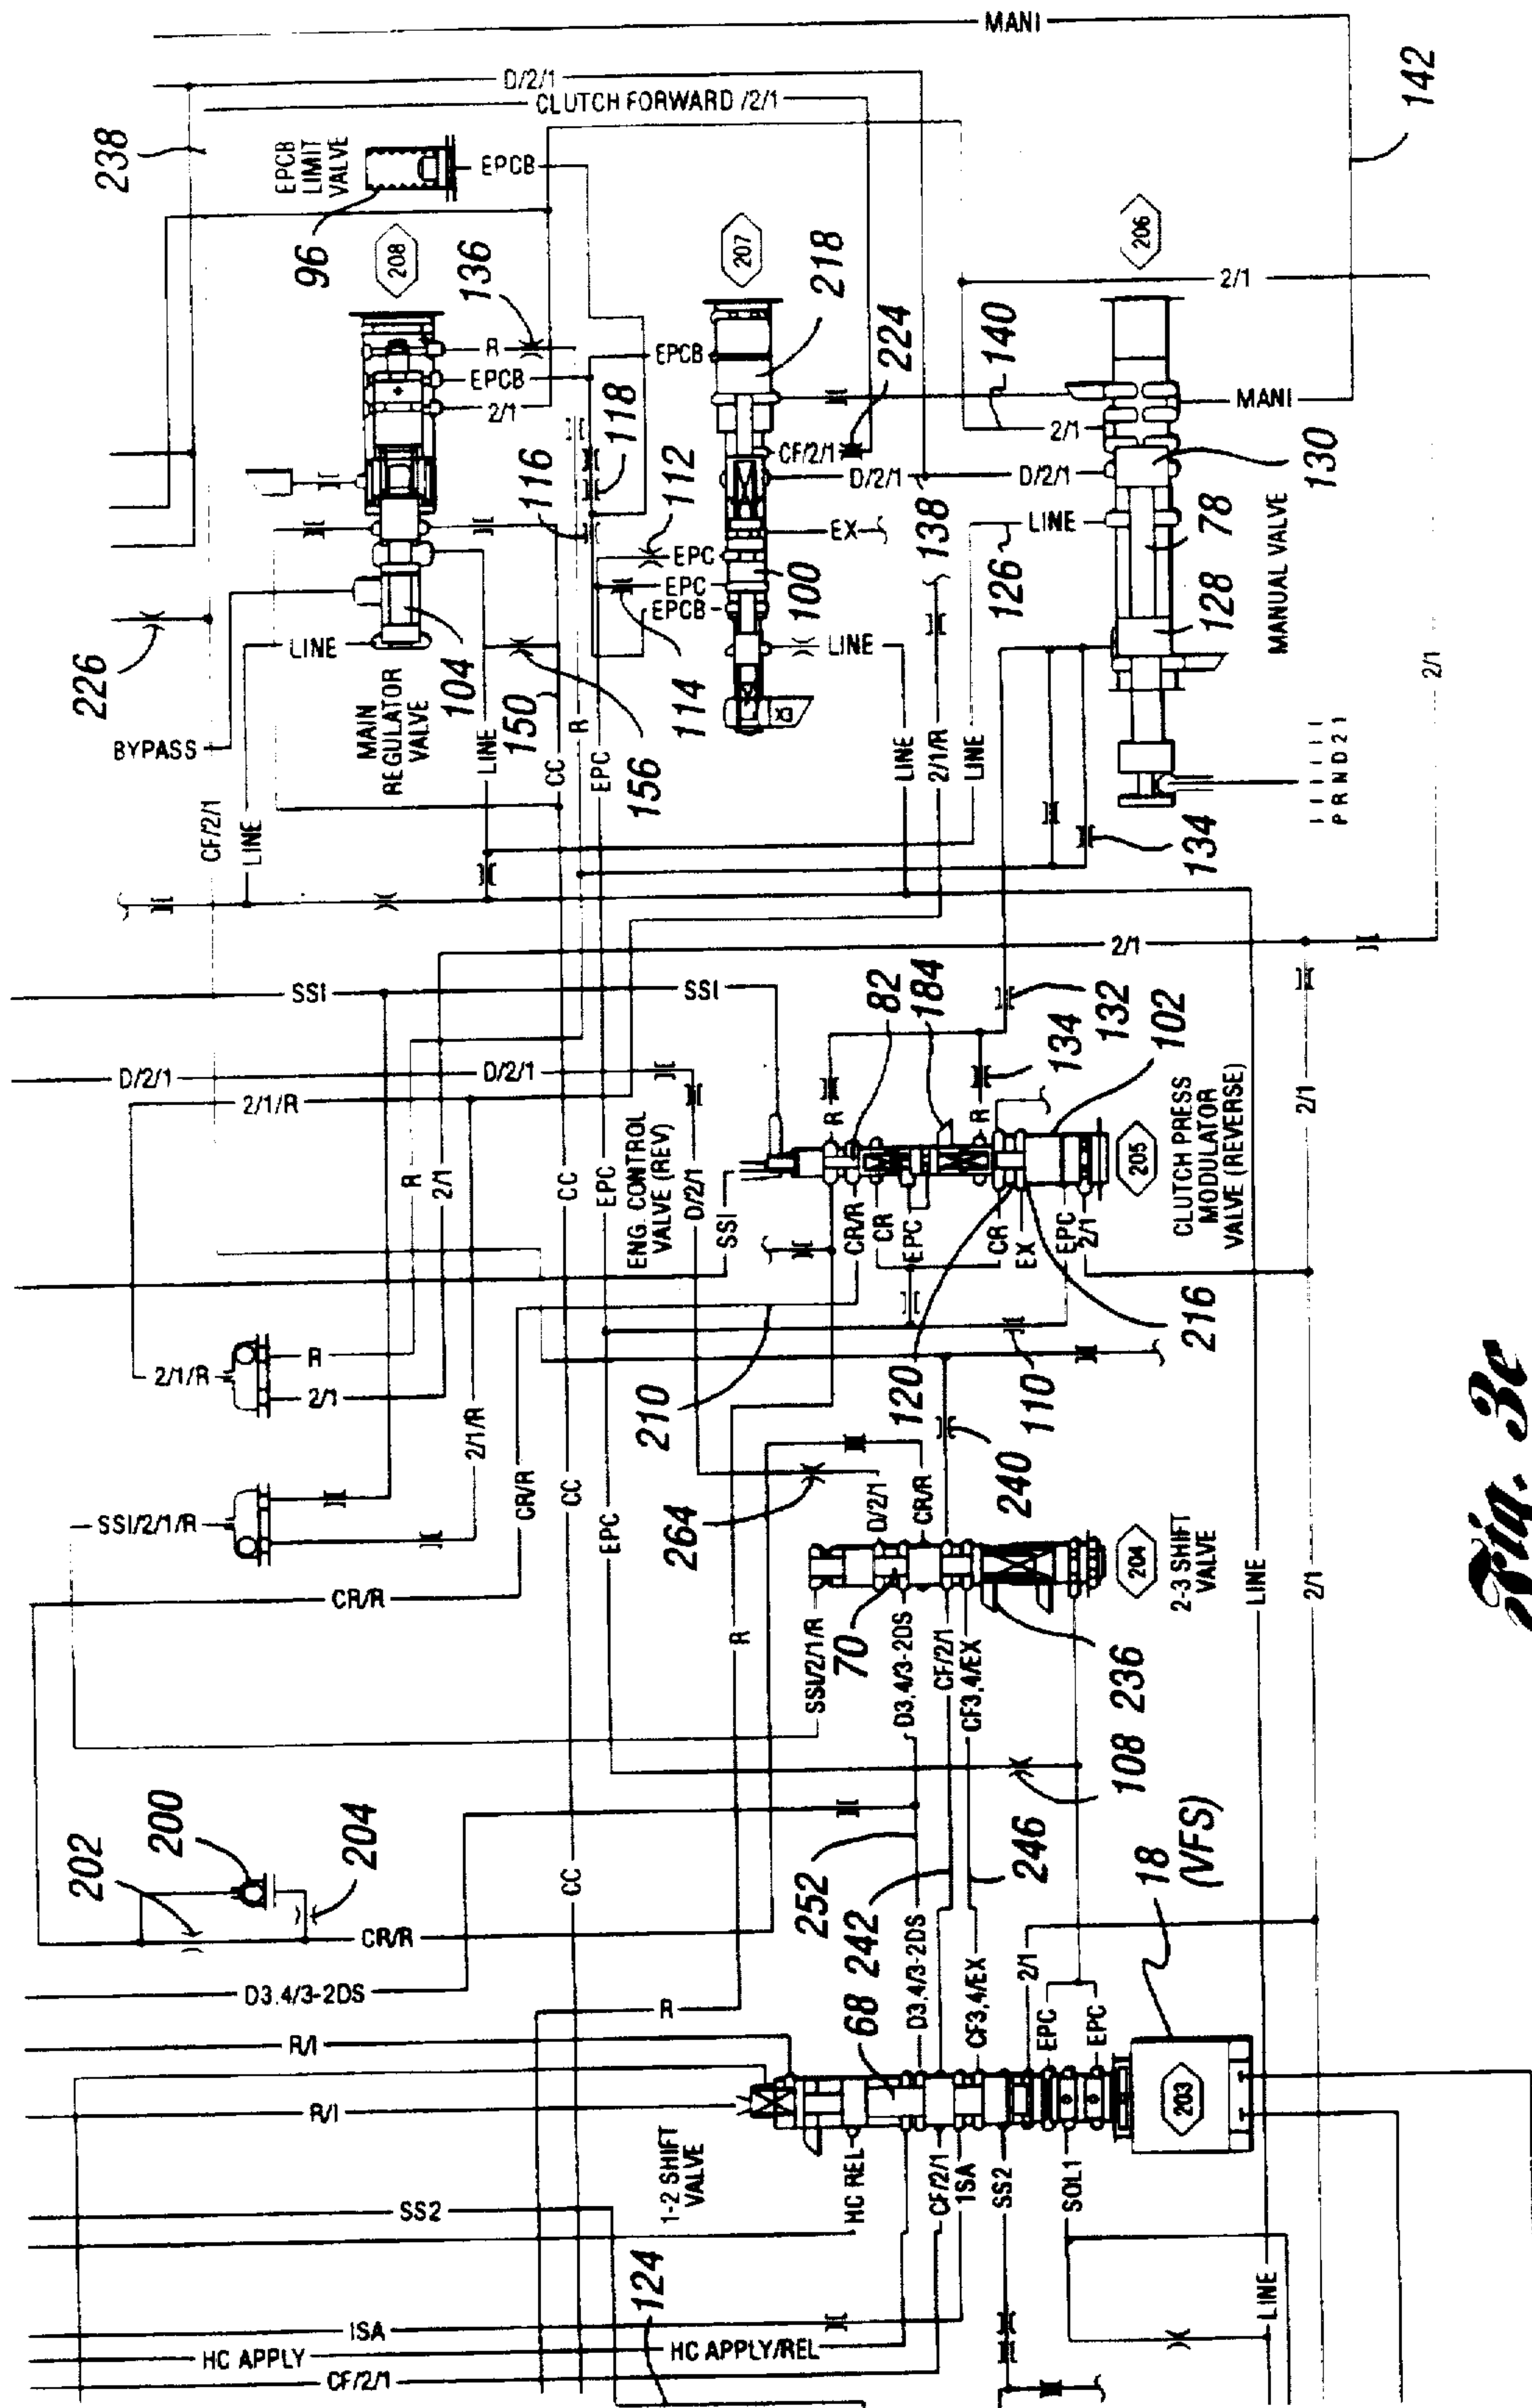 MANI
D/2/1
CLUTCH FORWARD /2/1
142
238
EPCB
LIMIT
VALVE
EPCB
96
208
136
207
218
206
2/1
R
EPCB
2/1
EPCB
224
140
MANI
2/1
118
116
112
CF/2/1
D/2/1
D/2/1
130
EX
138
LINE
78
EPC
EPC
EPCB
100
126
128
MANUAL VALVE
226
LINE
104
LINE
114
BYPASS
MAIN
REGULATOR
VALVE
LINE
150
CC
R
EPC
156
EX
LINE
2/1/R
LINE
2/1
P R N D 2 1
134
CF/2/1
LINE
2/1
SSI
SSI
82
184
132
102
134
D/2/1
D/2/1
2/1/R
R
2/1
ENG. CONTROL
VALVE (REV)
CC
EPC
D/2/1
SSI
R
R
205
CLUTCH PRESS
MODULATOR
VALVE (REVERSE)
2/1
CR/R
CR
EPC
CR
EX
EPC
2/1
216
2/1/R
R
2/1
210
120
110
240
SSI/2/1/R
2/1/R
CR/R
CC
EPC
264
D/2/1
CR/R
204
2-3 SHIFT
VALVE
LINE
2/1
CR/R
R
SSI/2/1/R
70
D3,4/3-2DS
CF/2/1
CF3,4/EX
236
108
202
200
204
CC
252
242
246
18
(VFS)
CR/R
D3.4/3-2DS
R
68
D3,4/3-2DS
CF3,4/EX
2/1
EPC
EPC
R/I
R/I
203
1-2 SHIFT
VALVE
SS2
HC REL
CF/2/1
1SA
SS2
SOL1
124
ISA
HC APPLY
HC APPLY/REL
CF/2/1
LINE
Fig. 3e